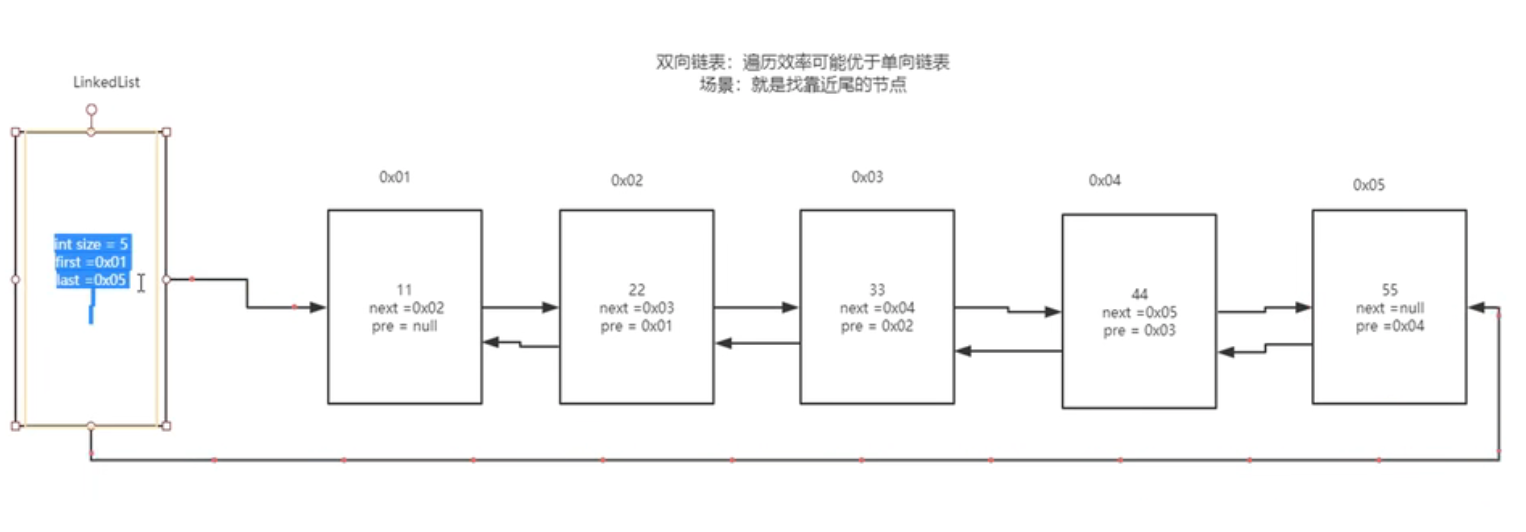 双向链表：遍历效率可能优于单向链表
场景：就是找靠近尾的节点
LinkedList
int size = 5
first =0x01
last =0x05
0x01
11
next =0x02
pre = null
0x02
22
next =0x03
pre = 0x01
0x03
33
next =0x04
pre = 0x02
0x04
44
next =0x05
pre = 0x03
0x05
55
next =null
pre =0x04